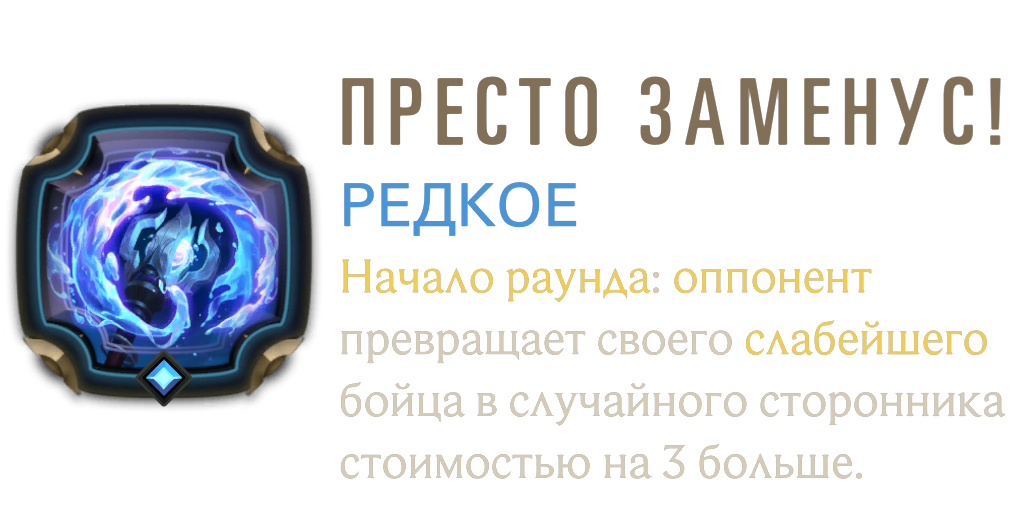 ПРЕСТО ЗАМЕНУС!
РЕДКОЕ
Начало раунда: оппонент
превращает своего слабейшего
бойца в случайного сторонника
стоимостью на 3 больше.